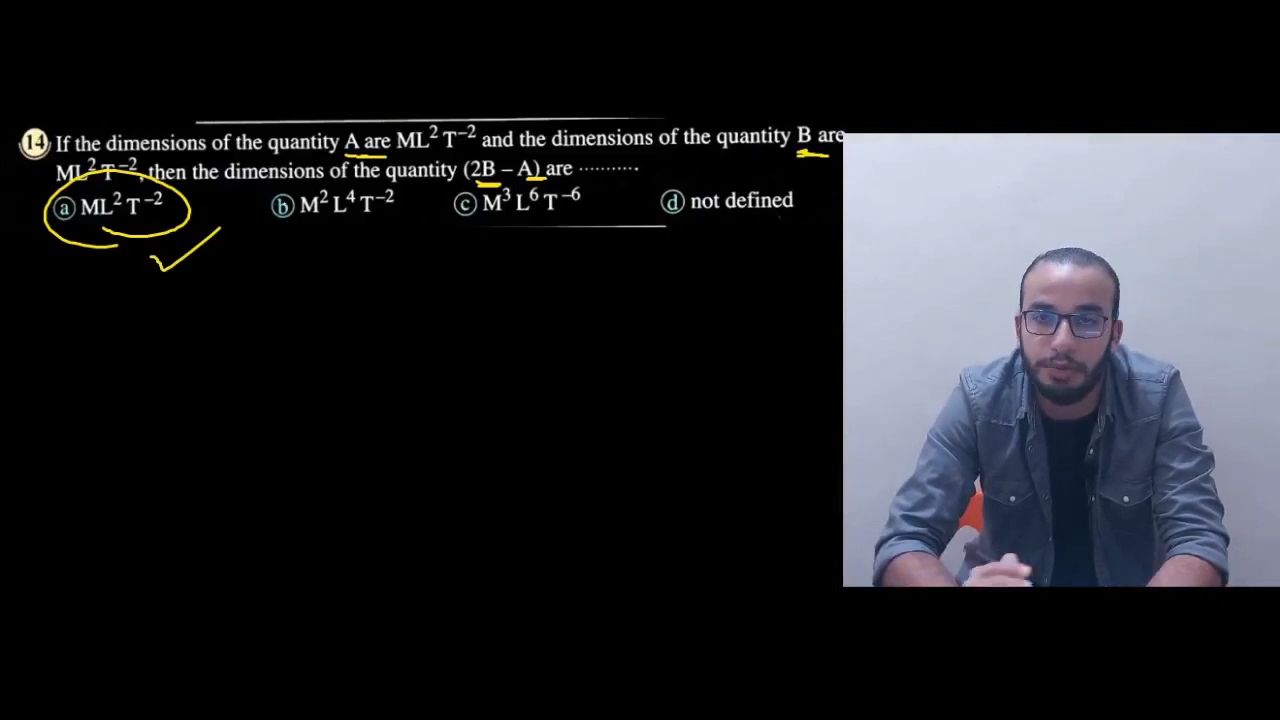 14 If the dimensions of the quantity A are ML² T⁻² and the dimensions of the quantity B are
ML² T⁻², then the dimensions of the quantity (2B – A) are ··········
a ML² T⁻² b M² L⁴ T⁻² c M³ L⁶ T⁻⁶ d not defined